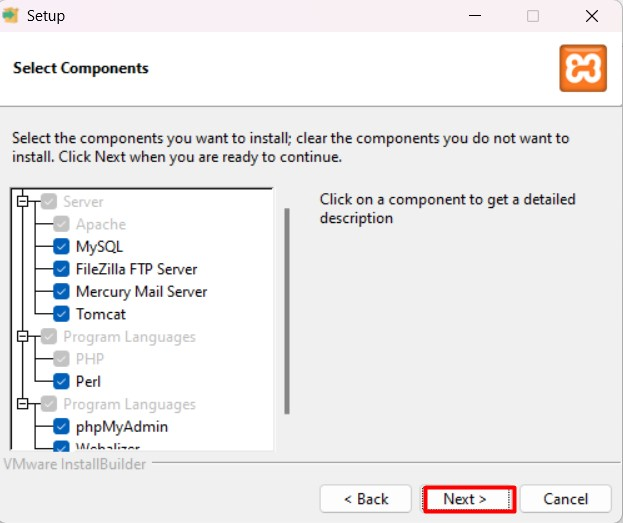 Setup
Select Components
Select the components you want to install; clear the components you do not want to
install. Click Next when you are ready to continue.
Server
Apache
MySQL
FileZilla FTP Server
Mercury Mail Server
Tomcat
Program Languages
PHP
Perl
Program Languages
phpMyAdmin
Webalizer
Click on a component to get a detailed
description
VMware InstallBuilder
< Back
Next >
Cancel